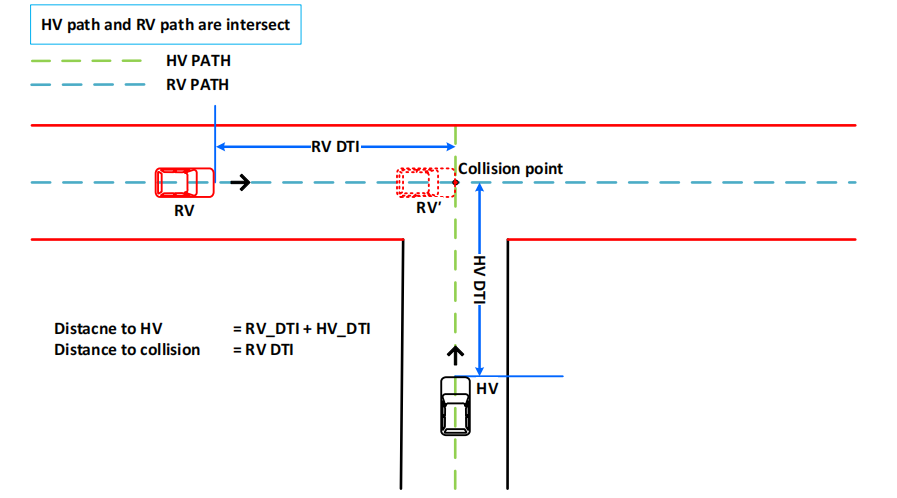 HV path and RV path are intersect
HV PATH
RV PATH
RV DTI
Collision point
RV
RV'
HV DTI
Distacne to HV = RV_DTI + HV_DTI
Distance to collision = RV DTI
HV